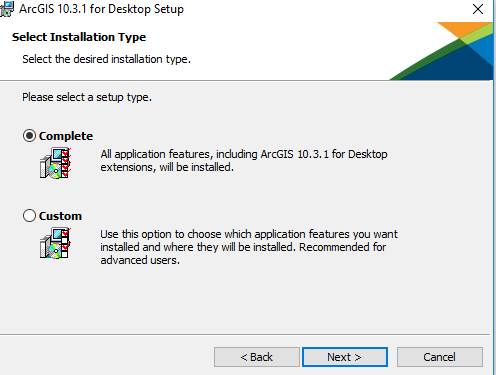 ArcGIS 10.3.1 for Desktop Setup
Select Installation Type
Select the desired installation type.
Please select a setup type.
Complete
All application features, including ArcGIS 10.3.1 for Desktop
extensions, will be installed.
Custom
Use this option to choose which application features you want
installed and where they will be installed. Recommended for
advanced users.
< Back
Next >
Cancel